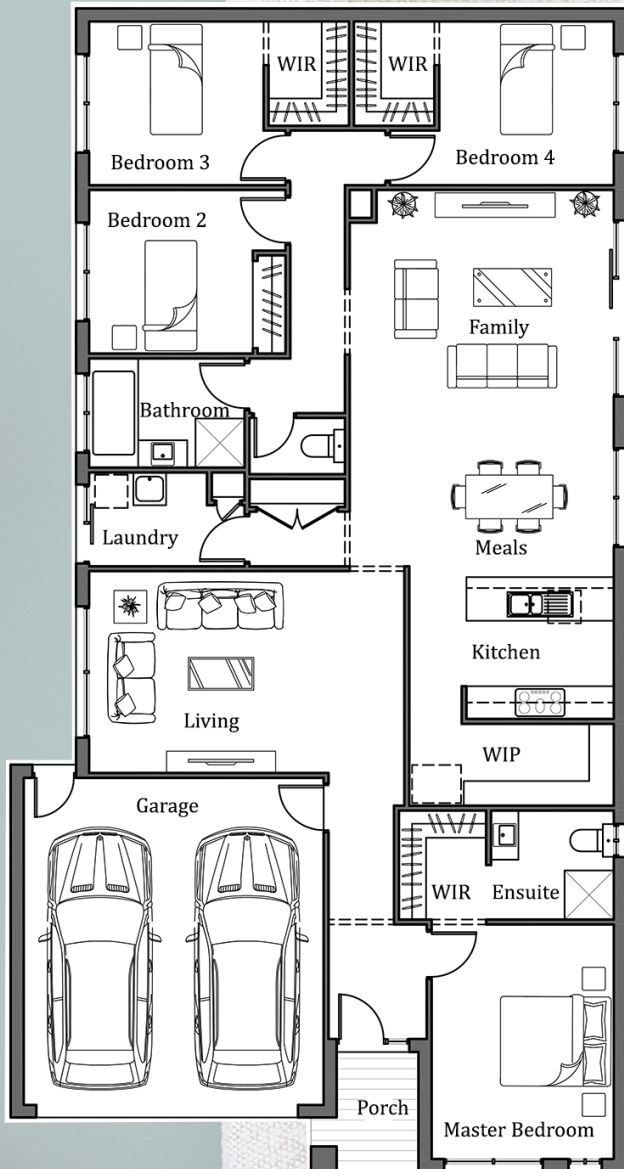 WIR
WIR
Bedroom 3
Bedroom 4
Bedroom 2
Family
Bathroom
Laundry
Meals
Kitchen
Living
WIP
Garage
WIR
Ensuite
Porch
Master Bedroom